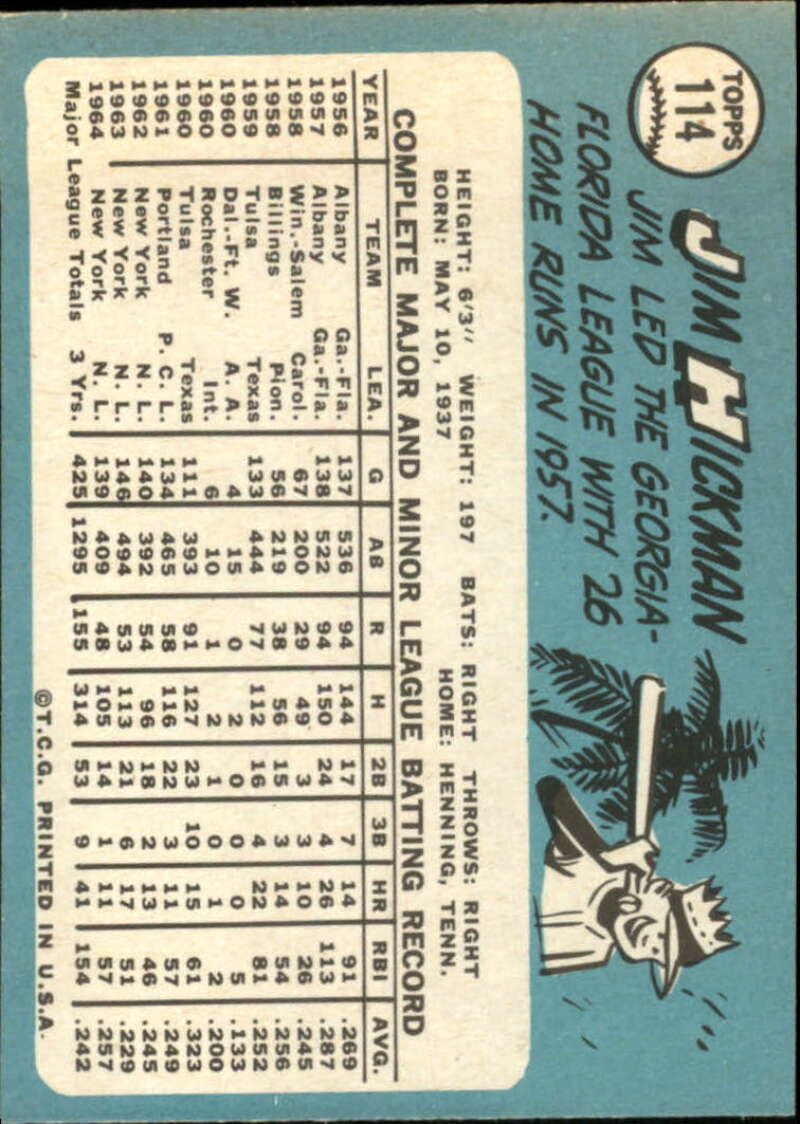 TOPPS
114
JIM HICKMAN
JIM LED THE GEORGIA-
FLORIDA LEAGUE WITH 26
HOME RUNS IN 1957.
HEIGHT: 6'3" WEIGHT: 197 BATS: RIGHT THROWS: RIGHT
BORN: MAY 10, 1937 HOME: HENNING, TENN.
COMPLETE MAJOR AND MINOR LEAGUE BATTING RECORD
YEAR TEAM LEA. G AB R H 2B 3B HR RBI AVG.
1956 Albany Ga.-Fla. 137 536 94 144 17 7 14 91 .269
1957 Albany Ga.-Fla. 138 522 94 150 24 4 26 113 .287
1958 Win.-Salem Carol. 67 200 29 49 3 3 10 26 .245
1958 Billings Pion. 56 219 38 56 15 3 14 54 .256
1959 Tulsa Texas 133 444 77 112 16 4 22 81 .252
1960 Dal.-Ft. W. A. A. 4 15 0 2 0 0 0 5 .133
1960 Rochester Int. 6 10 1 2 1 0 1 2 .200
1960 Tulsa Texas 111 393 91 127 23 10 15 61 .323
1961 Portland P. C. L. 134 465 58 116 22 3 11 57 .249
1962 New York N. L. 140 392 54 96 18 2 13 46 .245
1963 New York N. L. 146 494 53 113 21 6 17 51 .229
1964 New York N. L. 139 409 48 105 14 1 11 57 .257
Major League Totals 3 Yrs. 425 1295 155 314 53 9 41 154 .242
©T.C.G. PRINTED IN U.S.A.